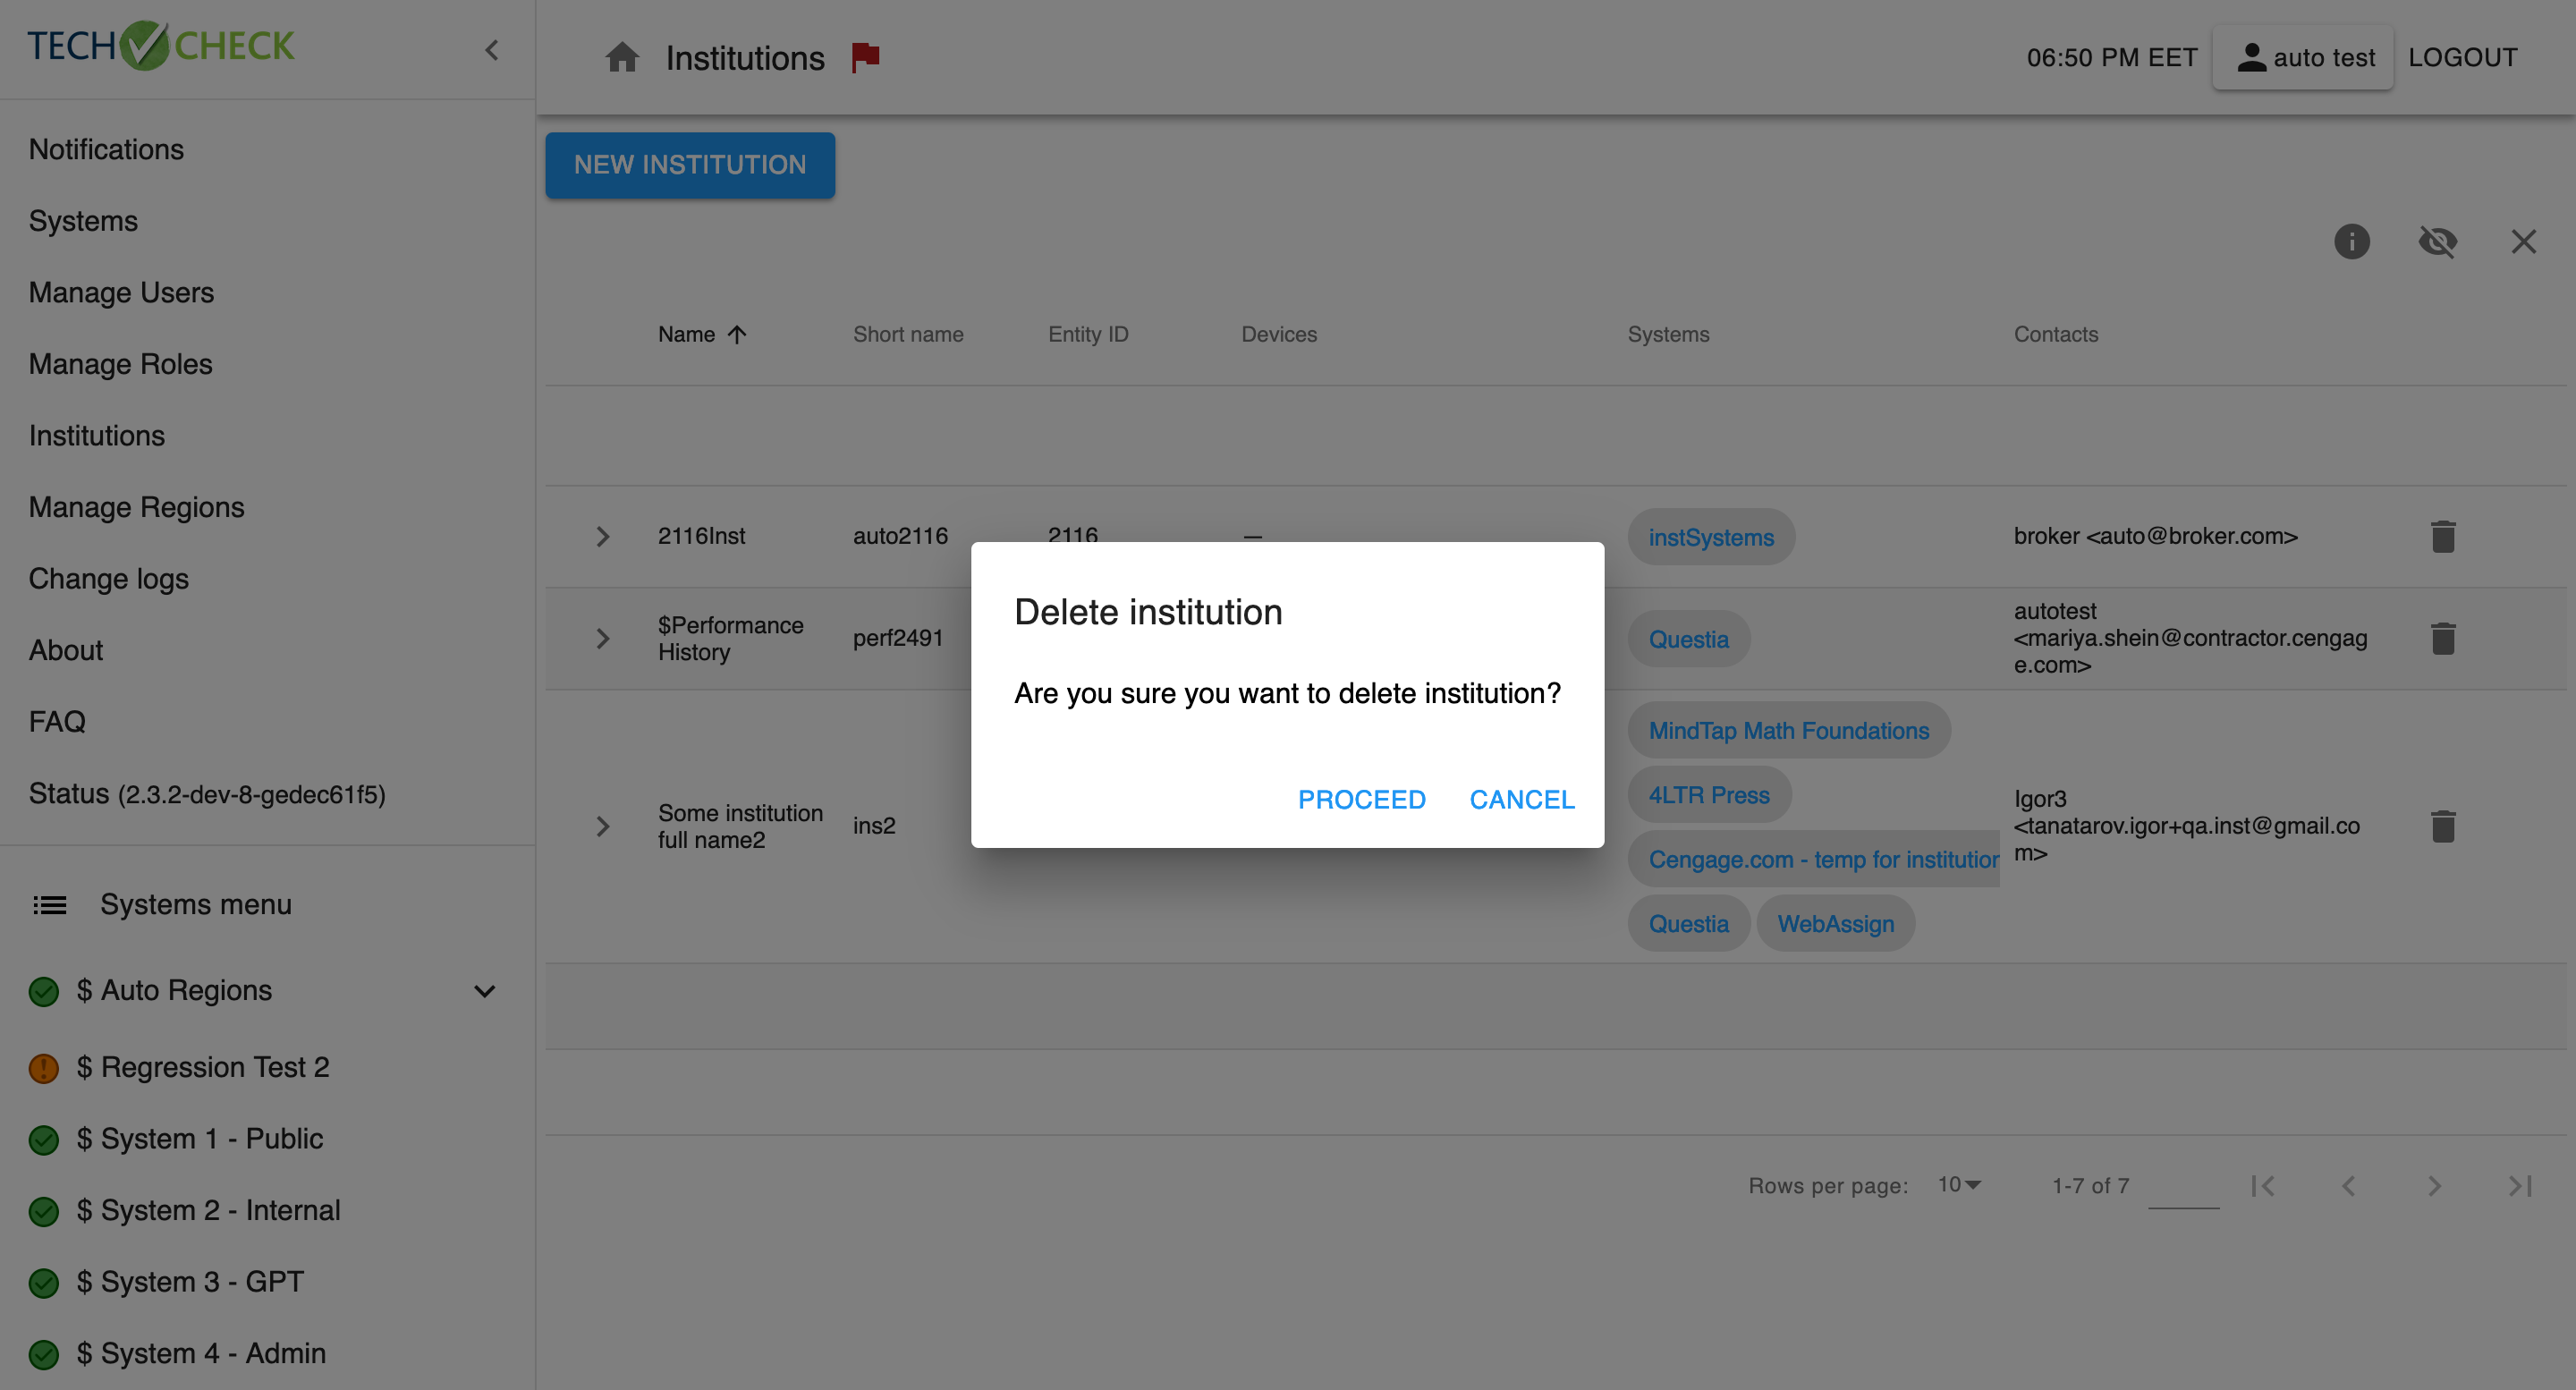 TECH CHECK
Institutions
06:50 PM EET
auto test
LOGOUT
Notifications
Systems
Manage Users
Manage Roles
Institutions
Manage Regions
Change logs
About
FAQ
Status (2.3.2-dev-8-gedec61f5)
Systems menu
$ Auto Regions
$ Regression Test 2
$ System 1 - Public
$ System 2 - Internal
$ System 3 - GPT
$ System 4 - Admin
NEW INSTITUTION
Name Short name Entity ID Devices Systems Contacts
2116Inst auto2116 2116 — instSystems broker <auto@broker.com>
$Performance
History
perf2491
Questia
autotest
<mariya.shein@contractor.cengag
e.com>
Some institution
full name2
ins2
MindTap Math Foundations
4LTR Press
Cengage.com - temp for institution
Questia WebAssign
Igor3
<tanatarov.igor+qa.inst@gmail.co
m>
Delete institution
Are you sure you want to delete institution?
PROCEED CANCEL
Rows per page: 10 1-7 of 7